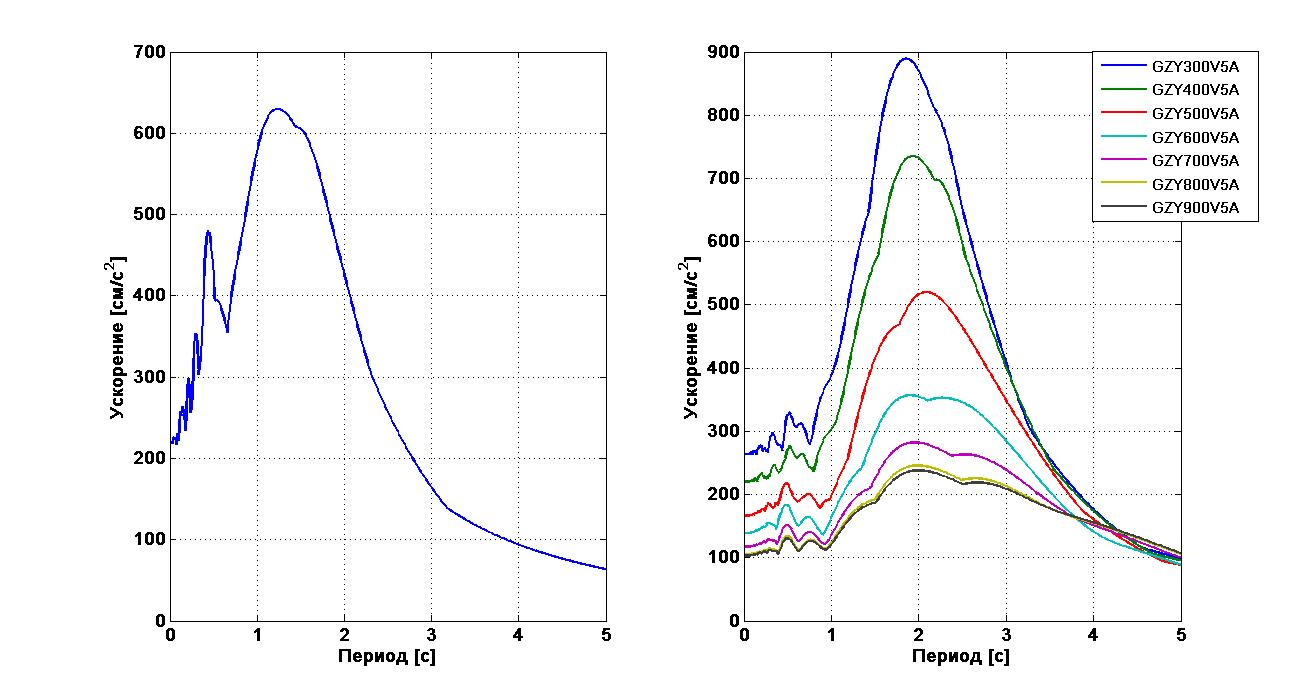 700
600
500
400
300
200
100
0
0 1 2 3 4 5
Ускорение [см/с²]
Период [с]
900
800
700
600
500
400
300
200
100
0
0 1 2 3 4 5
Ускорение [см/с²]
Период [с]
GZY300V5A
GZY400V5A
GZY500V5A
GZY600V5A
GZY700V5A
GZY800V5A
GZY900V5A